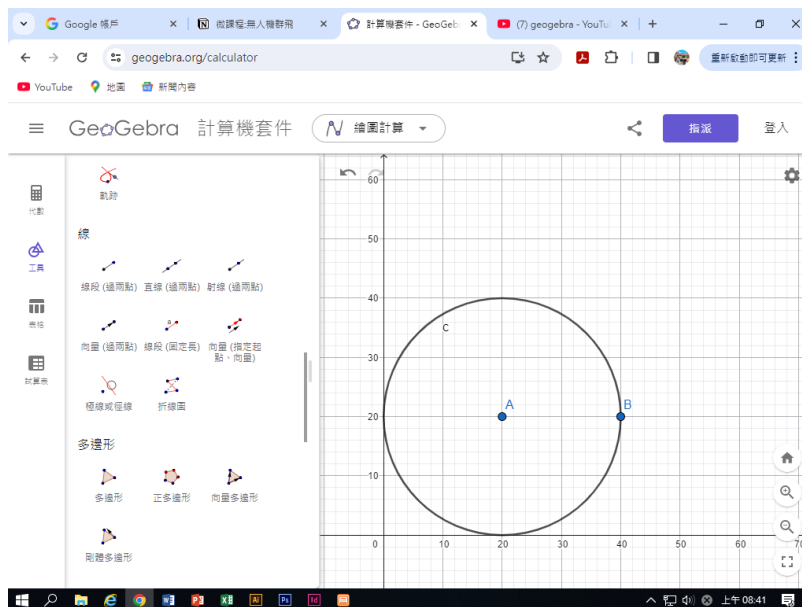 Google 帳戶
微課程:無人機群飛
計算機套件 - GeoGeb
(7) geogebra - YouTu
geogebra.org/calculator
重新啟動即可更新
YouTube
地圖
新聞內容
GeoGebra 計算機套件
繪圖計算
指派
登入
代數
工具
表格
試算表
軌跡
線
線段 (過兩點) 直線 (過兩點) 射線 (過兩點)
向量 (過兩點) 線段 (固定長) 向量 (指定起點、向量)
極線或徑線 折線圖
多邊形
多邊形 正多邊形 向量多邊形
剛體多邊形
60
50
40
30
20
10
0 10 20 30 40 50 60 70
c
A
B
上午 08:41